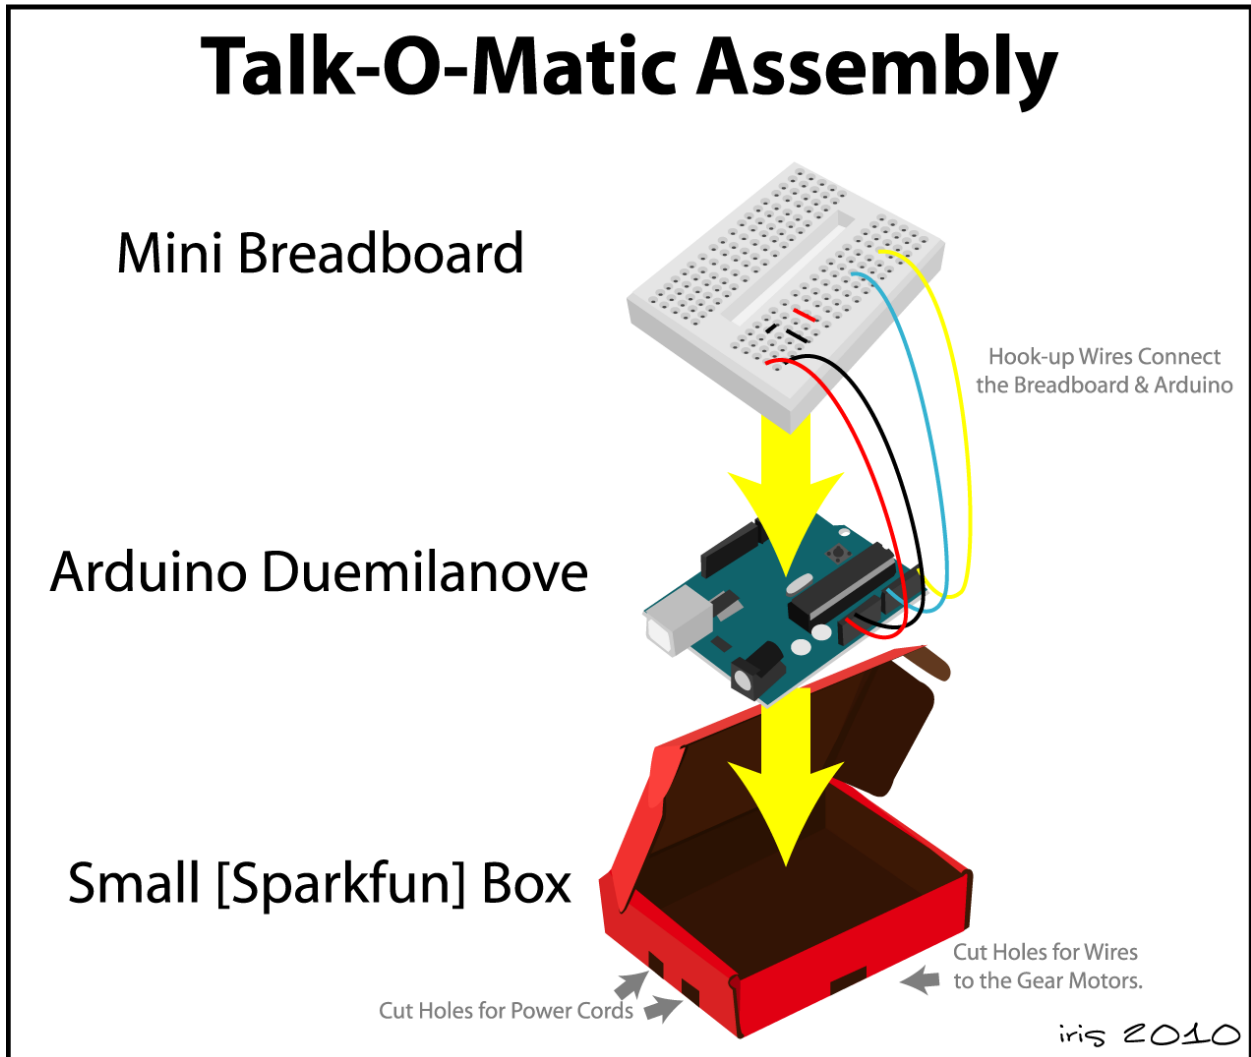 Talk-O-Matic Assembly
Mini Breadboard
Hook-up Wires Connect
the Breadboard & Arduino
Arduino Duemilanove
Small [Sparkfun] Box
Cut Holes for Wires
to the Gear Motors.
Cut Holes for Power Cords
iris 2010